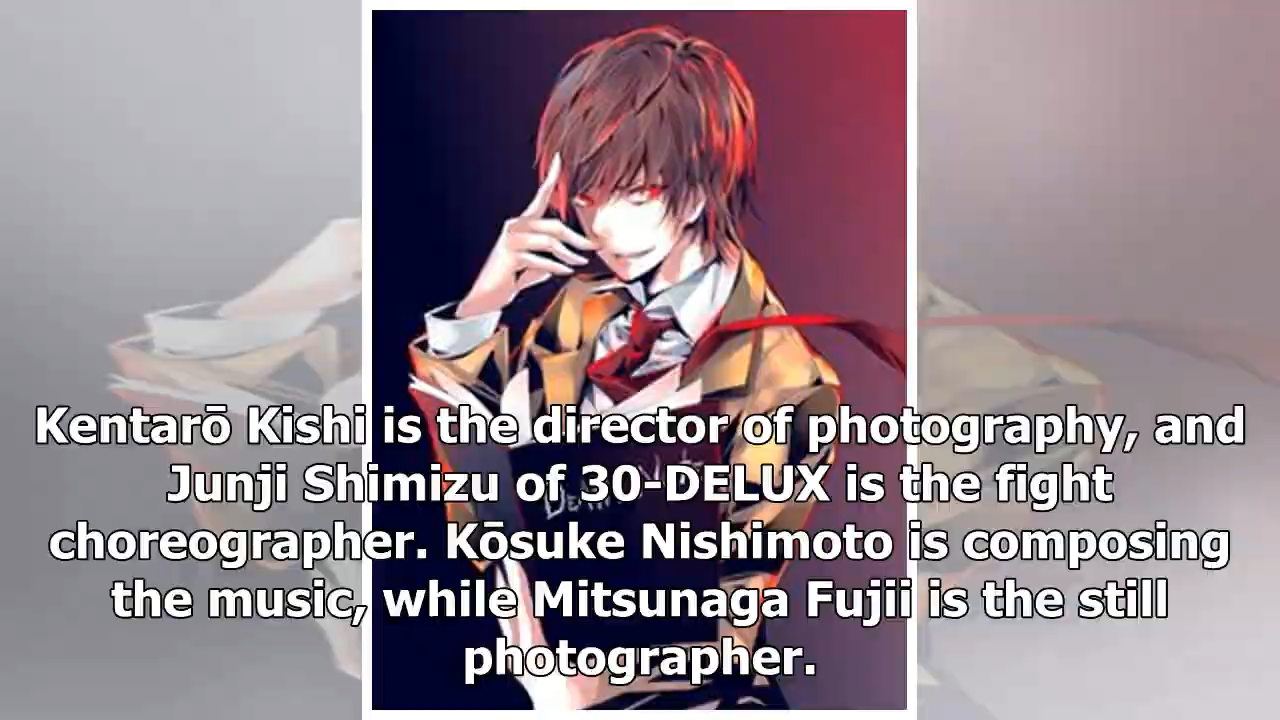 Kentarō Kishi is the director of photography, and
Junji Shimizu of 30-DELUX is the fight
choreographer. Kōsuke Nishimoto is composing
the music, while Mitsunaga Fujii is the still
photographer.